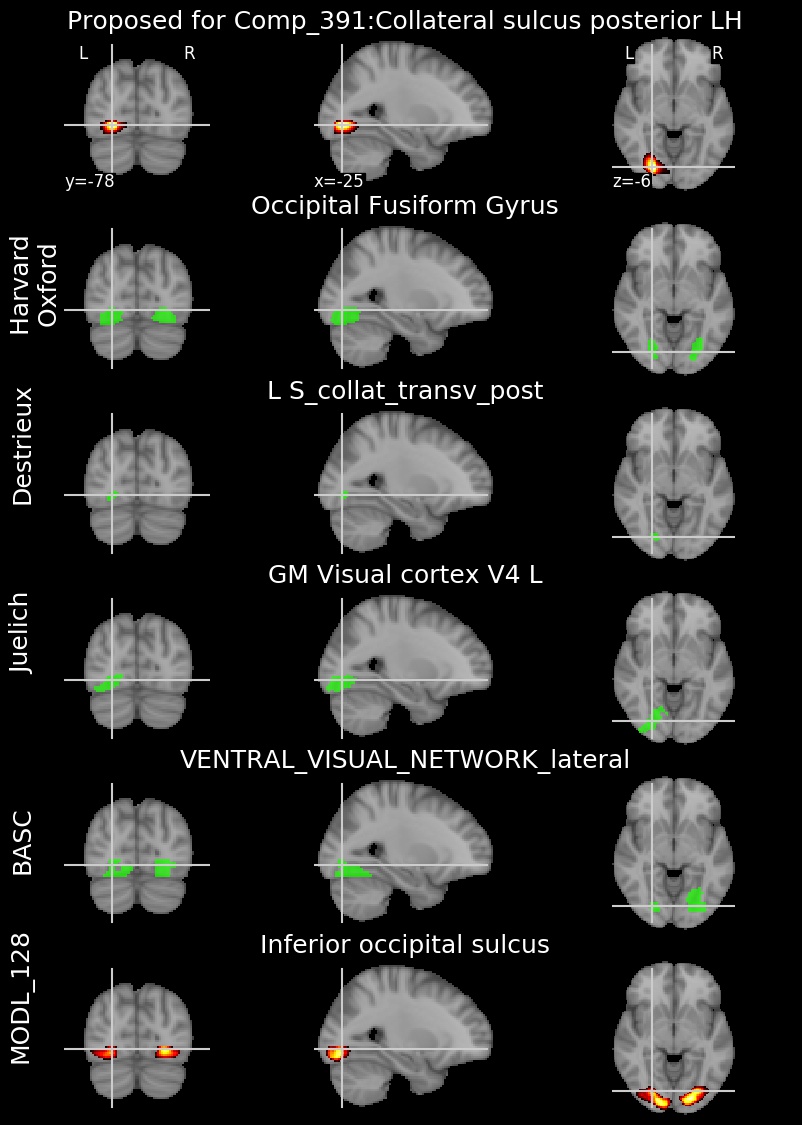 Proposed for Comp_391:Collateral sulcus posterior LH
L R
L R
y=-78 x=-25 z=-6
Occipital Fusiform Gyrus
Harvard
Oxford
L S_collat_transv_post
Destrieux
GM Visual cortex V4 L
Juelich
VENTRAL_VISUAL_NETWORK_lateral
BASC
Inferior occipital sulcus
MODL_128